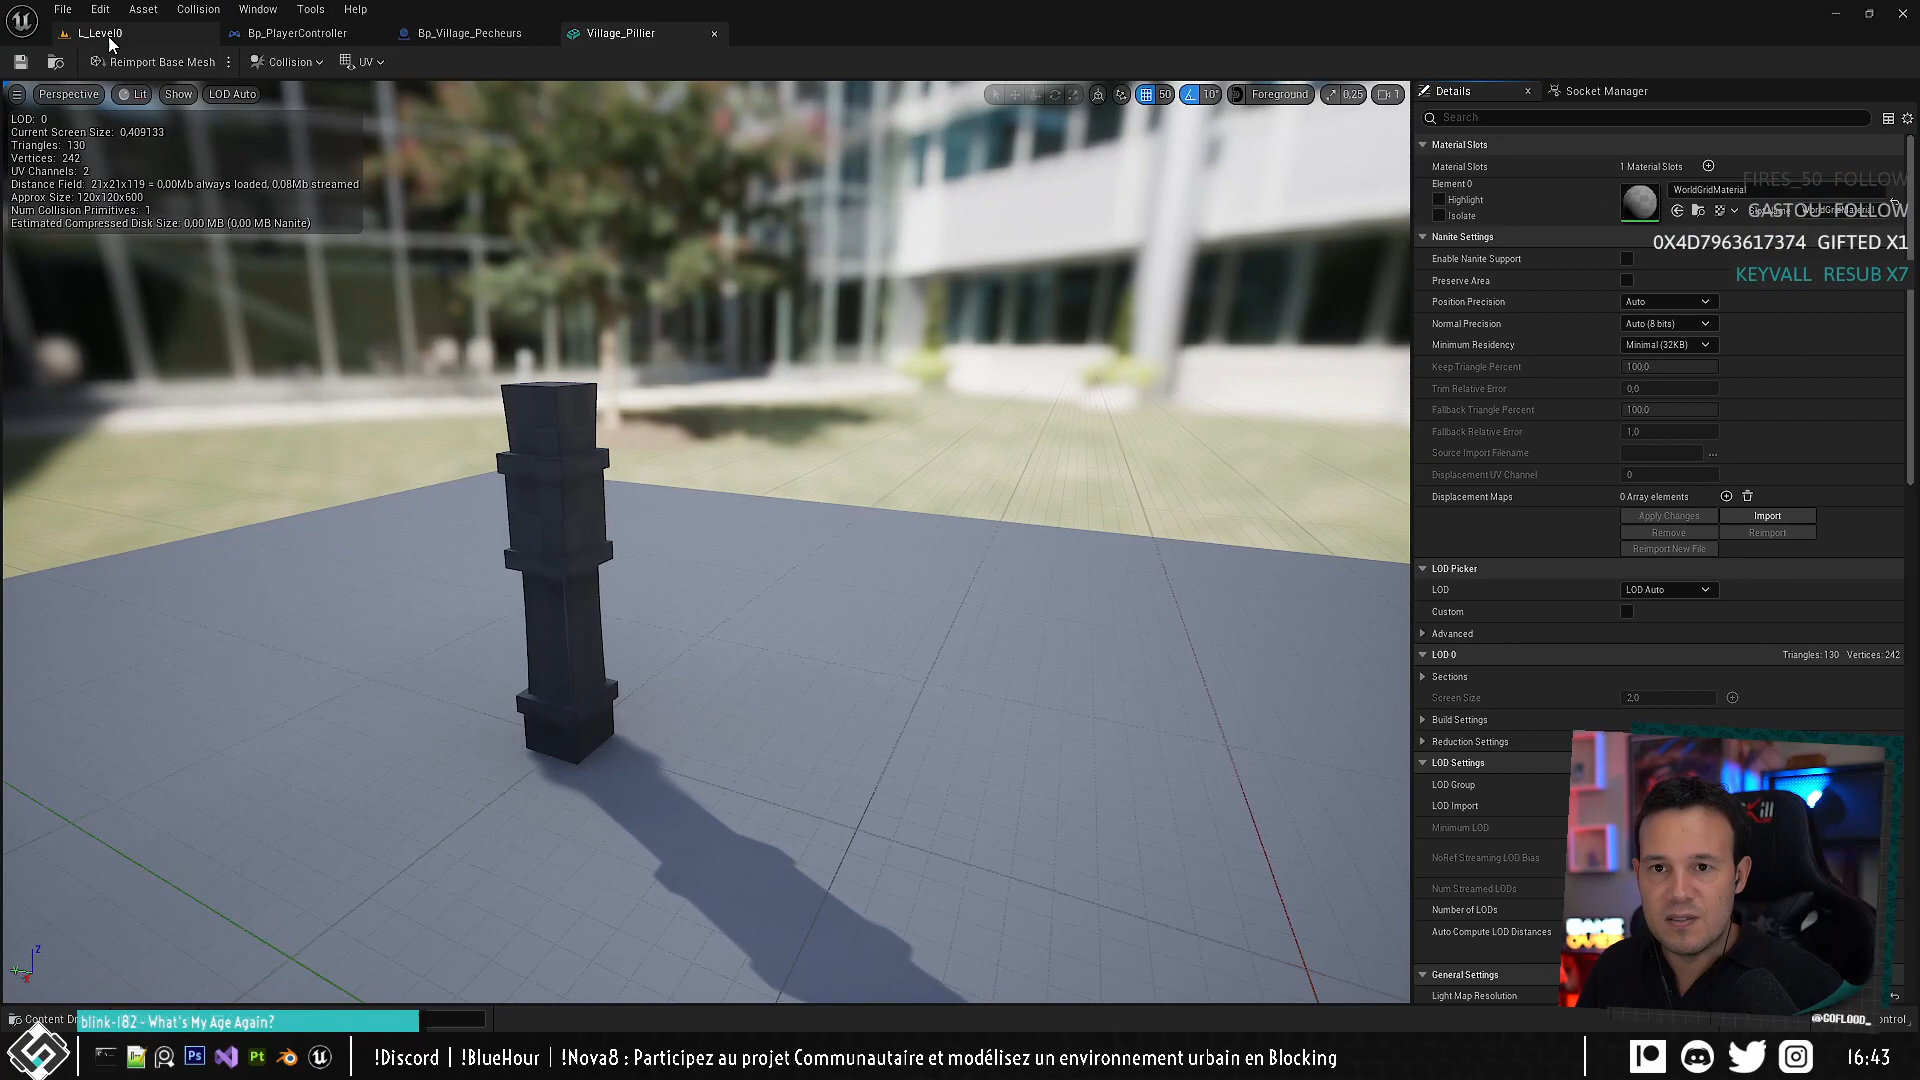 File Edit Asset Collision Window Tools Help
L_Level0 Bp_PlayerController Bp_Village_Pecheurs Village_Pillier
Reimport Base Mesh Collision UV
Perspective Lit Show LOD Auto 50 10° Foreground 0,25 1
LOD: 0
Current Screen Size: 0,409133
Triangles: 130
Vertices: 242
UV Channels: 2
Distance Field: 21x21x119 = 0,00Mb always loaded, 0,08Mb streamed
Approx Size: 120x120x600
Num Collision Primitives: 1
Estimated Compressed Disk Size: 0,00 MB (0,00 MB Nanite)
Z
Details Socket Manager
Search
Material Slots
Material Slots 1 Material Slots
Element 0
Highlight
Isolate
WorldGridMaterial
FIRES_50 FOLLOW
CASTOU_FOLLOW
0X4D7963617374 GIFTED X1
KEYVALL RESUB X7
Nanite Settings
Enable Nanite Support
Preserve Area
Position Precision Auto
Normal Precision Auto (8 bits)
Minimum Residency Minimal (32KB)
Keep Triangle Percent 100,0
Trim Relative Error 0,0
Fallback Triangle Percent 100,0
Fallback Relative Error 1,0
Source Import Filename ...
Displacement UV Channel 0
Displacement Maps 0 Array elements
Apply Changes Import
Remove Reimport
Reimport New File
LOD Picker
LOD LOD Auto
Custom
Advanced
LOD 0 Triangles: 130 Vertices: 242
Sections
Screen Size 2,0
Build Settings
Reduction Settings
LOD Settings
LOD Group
LOD Import
Minimum LOD
NoRef Streaming LOD Bias
Num Streamed LODs
Number of LODs
Auto Compute LOD Distances
General Settings
Light Map Resolution
@GOFLOOD_
Content Dr
blink-182 - What's My Age Again?
Ps Pt
!Discord | !BlueHour | !Nova8 : Participez au projet Communautaire et modélisez un environnement urbain en Blocking
16:43